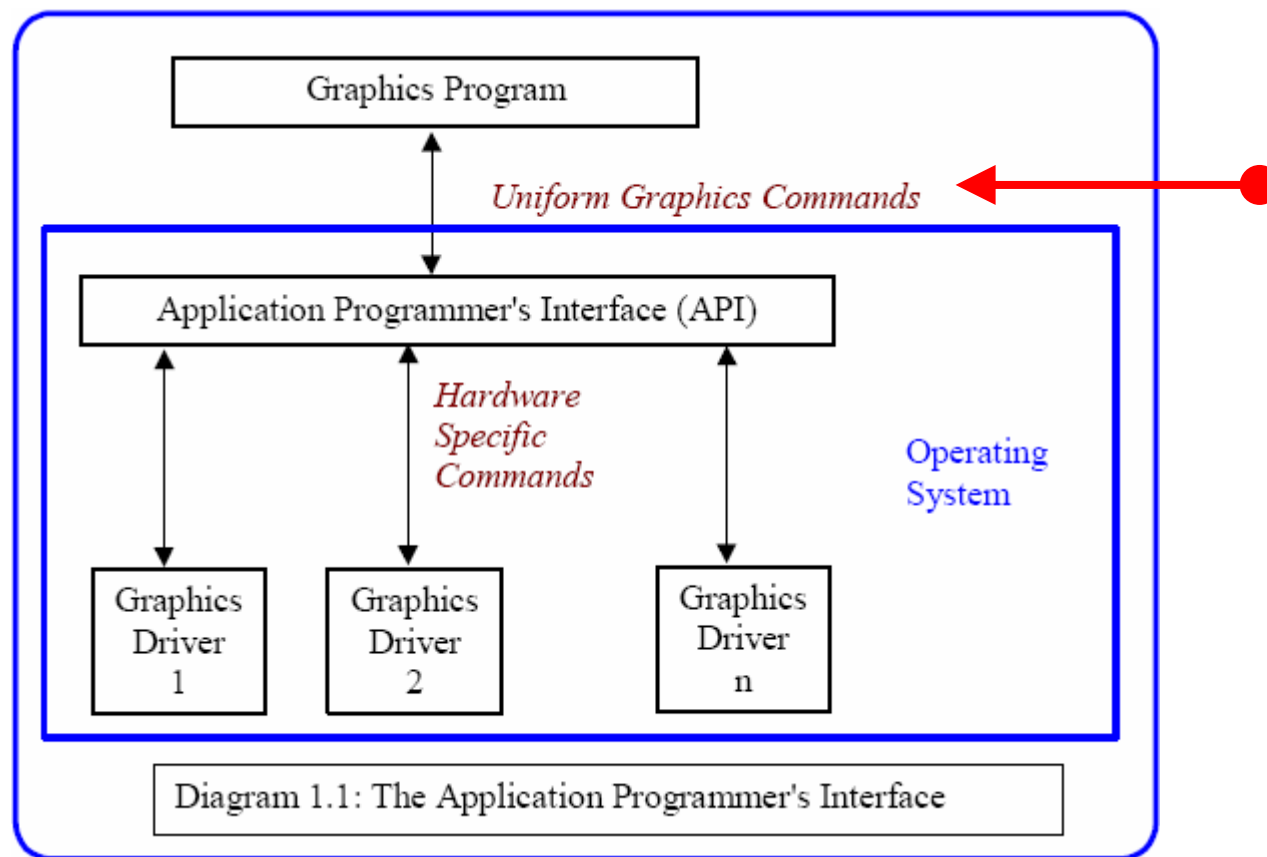 Graphics Program
Uniform Graphics Commands
Application Programmer's Interface (API)
Hardware
Specific
Commands
Operating
System
Graphics
Driver
1
Graphics
Driver
2
Graphics
Driver
n
Diagram 1.1: The Application Programmer's Interface